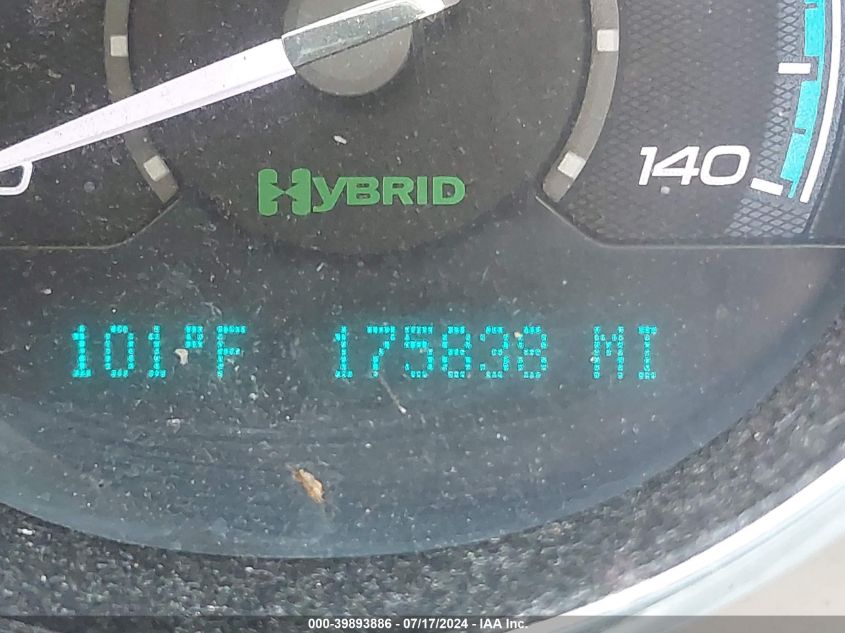 140
HYBRID
101°F 175838 MI
000-39893886 - 07/17/2024 - IAA Inc.